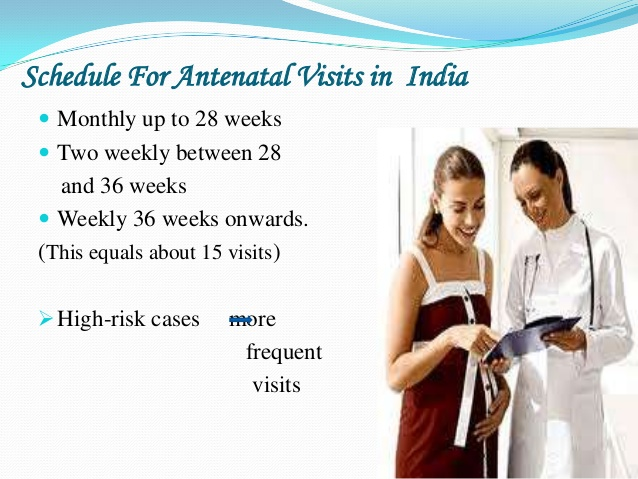 Schedule For Antenatal Visits in India
Monthly up to 28 weeks
Two weekly between 28
and 36 weeks
Weekly 36 weeks onwards.
(This equals about 15 visits)
High-risk cases more
frequent
visits